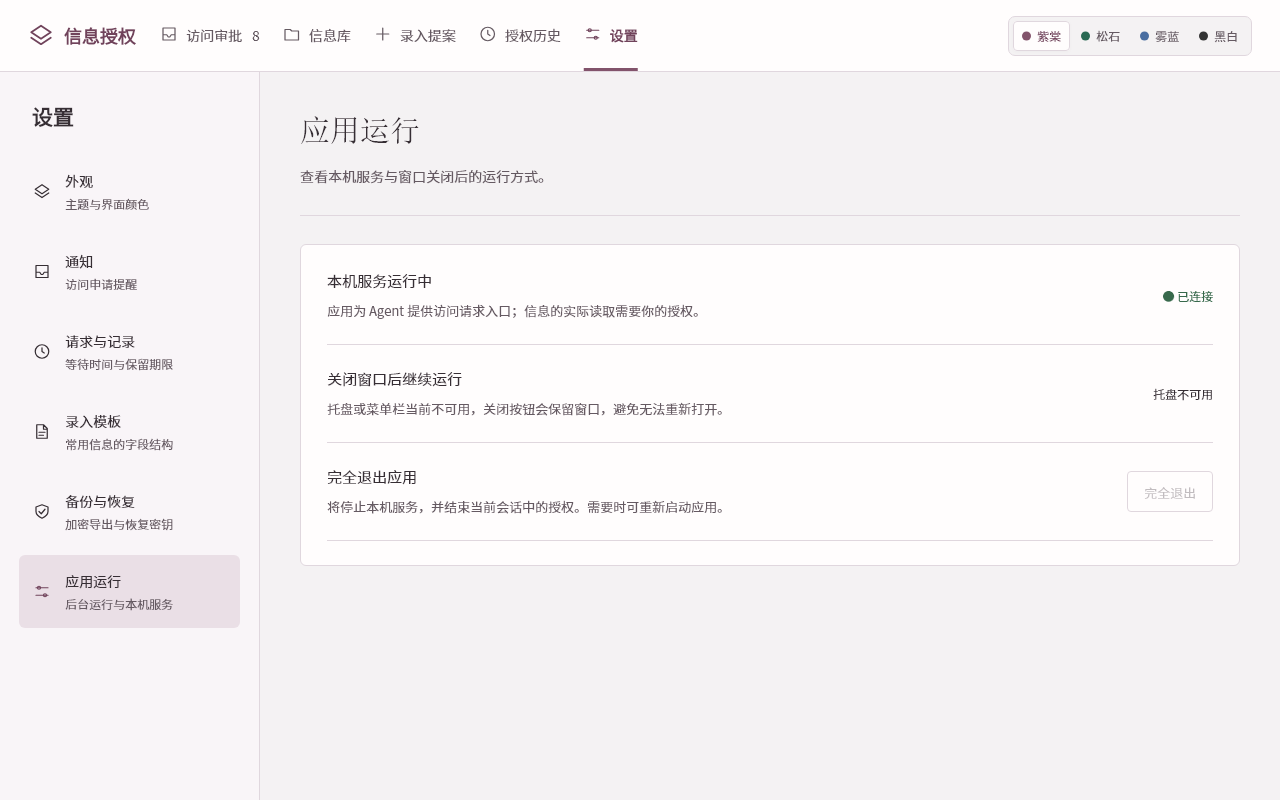 信息授权
访问审批 8
信息库
录入提案
授权历史
设置
紫棠
松石
雾蓝
黑白
设置
外观
主题与界面颜色
通知
访问申请提醒
请求与记录
等待时间与保留期限
录入模板
常用信息的字段结构
备份与恢复
加密导出与恢复密钥
应用运行
后台运行与本机服务
应用运行
查看本机服务与窗口关闭后的运行方式。
本机服务运行中
应用为 Agent 提供访问请求入口；信息的实际读取需要你的授权。
已连接
关闭窗口后继续运行
托盘或菜单栏当前不可用，关闭按钮会保留窗口，避免无法重新打开。
托盘不可用
完全退出应用
将停止本机服务，并结束当前会话中的授权。需要时可重新启动应用。
完全退出